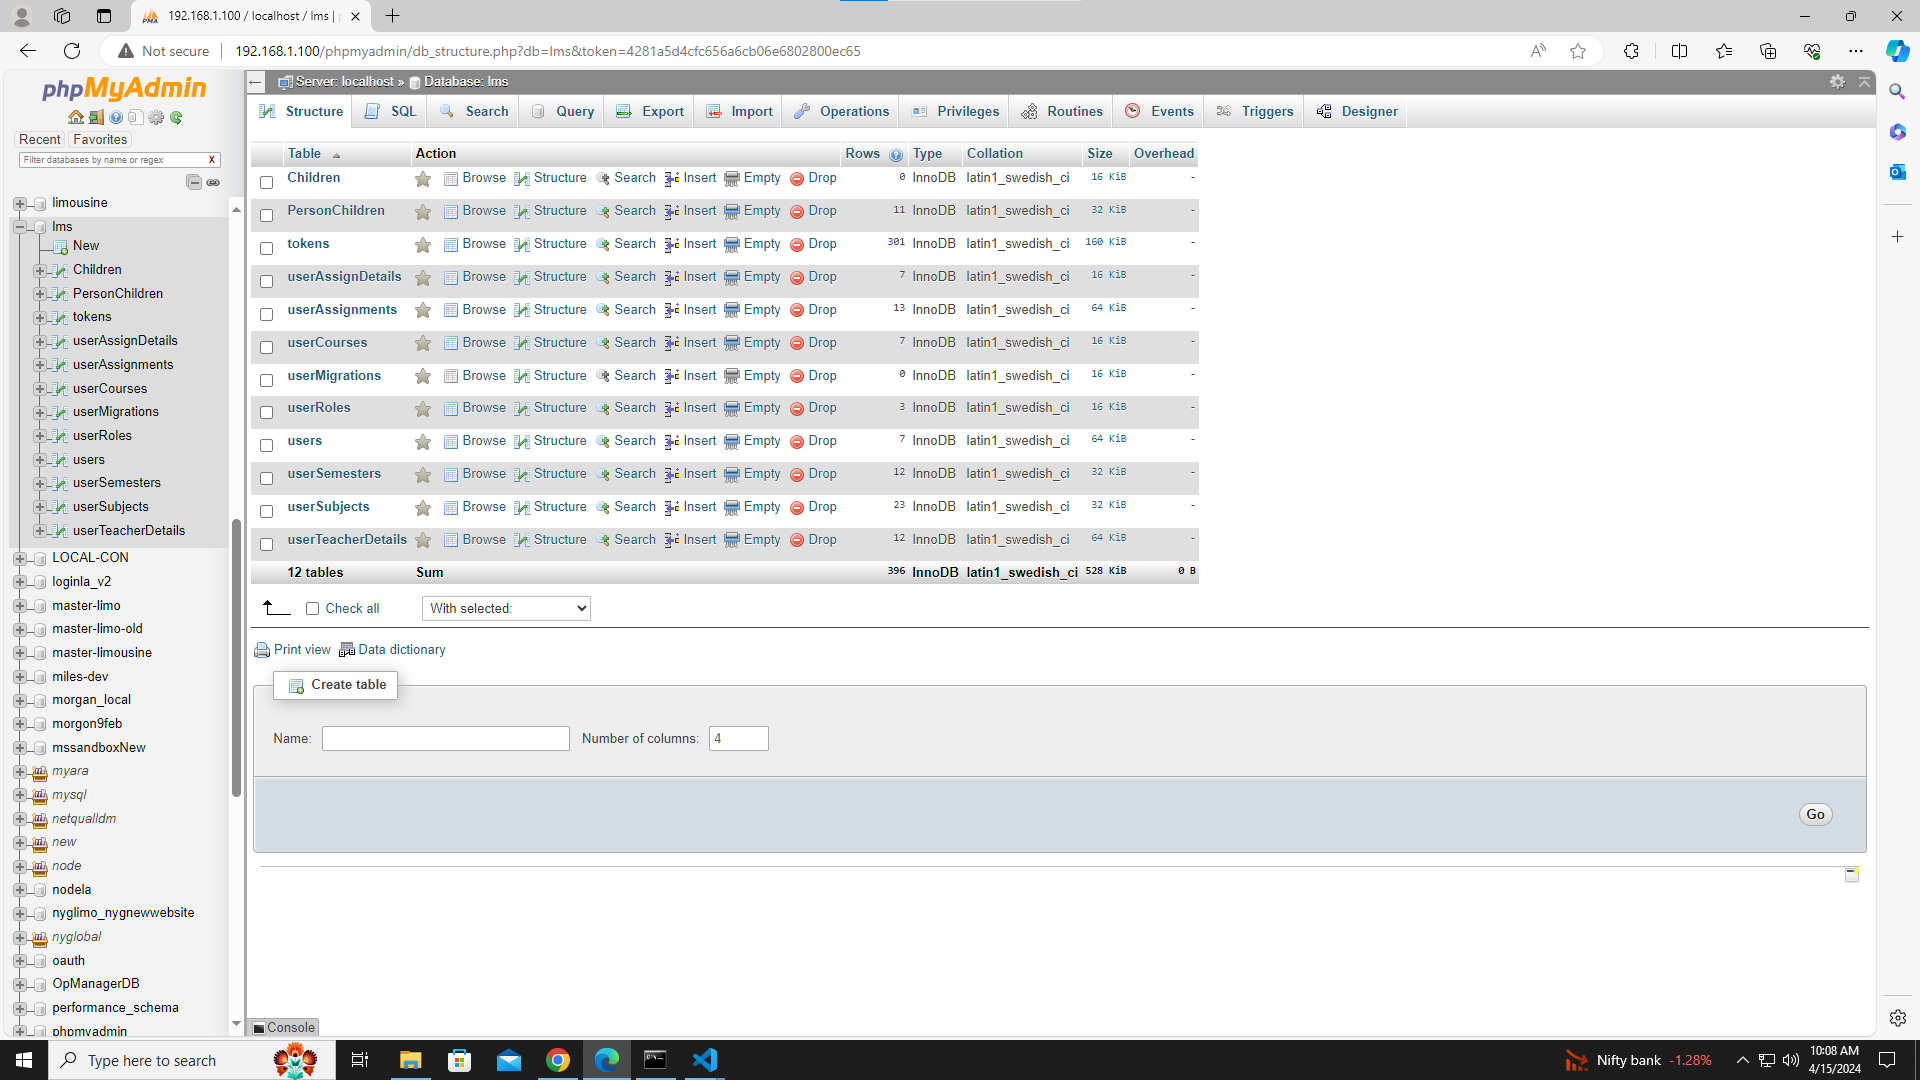 192.168.1.100 / localhost / lms |
Not secure
192.168.1.100/phpmyadmin/db_structure.php?db=lms&token=4281a5d4cfc656a6cb06e6802800ec65
phpMyAdmin
Recent Favorites
Filter databases by name or regex X
limousine
lms
New
Children
PersonChildren
tokens
userAssignDetails
userAssignments
userCourses
userMigrations
userRoles
users
userSemesters
userSubjects
userTeacherDetails
LOCAL-CON
loginla_v2
master-limo
master-limo-old
master-limousine
miles-dev
morgan_local
morgon9feb
mssandboxNew
myara
mysql
netqualldm
new
node
nodela
nyglimo_nygnewwebsite
nyglobal
oauth
OpManagerDB
performance_schema
phpmyadmin
Server: localhost » Database: lms
Structure SQL Search Query Export Import Operations Privileges Routines Events Triggers Designer
Table Action Rows Type Collation Size Overhead
Children Browse Structure Search Insert Empty Drop 0 InnoDB latin1_swedish_ci 16 KiB -
PersonChildren Browse Structure Search Insert Empty Drop 11 InnoDB latin1_swedish_ci 32 KiB -
tokens Browse Structure Search Insert Empty Drop 301 InnoDB latin1_swedish_ci 160 KiB -
userAssignDetails Browse Structure Search Insert Empty Drop 7 InnoDB latin1_swedish_ci 16 KiB -
userAssignments Browse Structure Search Insert Empty Drop 13 InnoDB latin1_swedish_ci 64 KiB -
userCourses Browse Structure Search Insert Empty Drop 7 InnoDB latin1_swedish_ci 16 KiB -
userMigrations Browse Structure Search Insert Empty Drop 0 InnoDB latin1_swedish_ci 16 KiB -
userRoles Browse Structure Search Insert Empty Drop 3 InnoDB latin1_swedish_ci 16 KiB -
users Browse Structure Search Insert Empty Drop 7 InnoDB latin1_swedish_ci 64 KiB -
userSemesters Browse Structure Search Insert Empty Drop 12 InnoDB latin1_swedish_ci 32 KiB -
userSubjects Browse Structure Search Insert Empty Drop 23 InnoDB latin1_swedish_ci 32 KiB -
userTeacherDetails Browse Structure Search Insert Empty Drop 12 InnoDB latin1_swedish_ci 64 KiB -
12 tables Sum 396 InnoDB latin1_swedish_ci 528 KiB 0 B
Check all With selected:
Print view Data dictionary
Create table
Name: Number of columns: 4
Go
Console
Type here to search
Nifty bank -1.28%
10:08 AM
4/15/2024